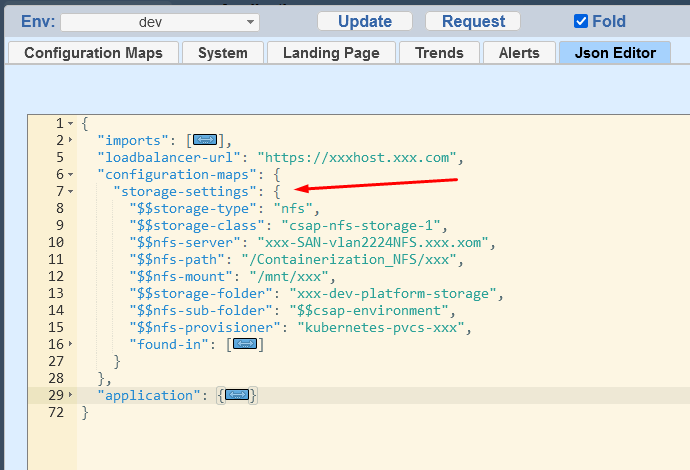 Env: dev Update Request Fold
Configuration Maps System Landing Page Trends Alerts Json Editor
1 {
2 "imports": [],
5 "loadbalancer-url": "https://xxxhost.xxx.com",
6 "configuration-maps": {
7 "storage-settings": {
8 "$$storage-type": "nfs",
9 "$$storage-class": "csap-nfs-storage-1",
10 "$$nfs-server": "xxx-SAN-vlan2224NFS.xxx.xom",
11 "$$nfs-path": "/Containerization_NFS/xxx",
12 "$$nfs-mount": "/mnt/xxx",
13 "$$storage-folder": "xxx-dev-platform-storage",
14 "$$nfs-sub-folder": "$$csap-environment",
15 "$$nfs-provisioner": "kubernetes-pvcs-xxx",
16 "found-in": []
27 }
28 },
29 "application": {}
72 }